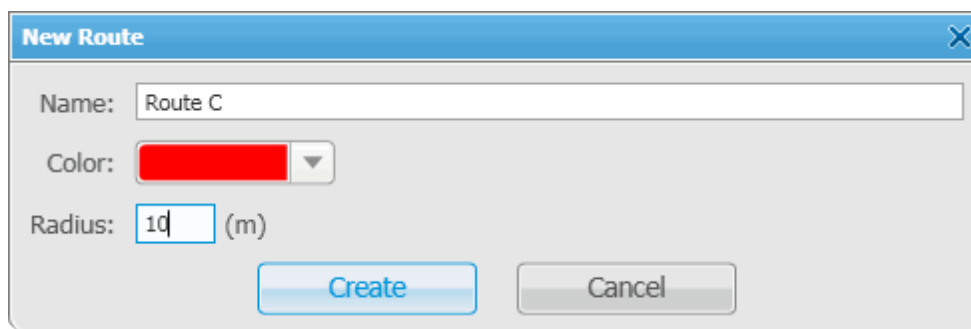 New Route
Name: Route C
Color:
Radius: 10 (m)
Create Cancel